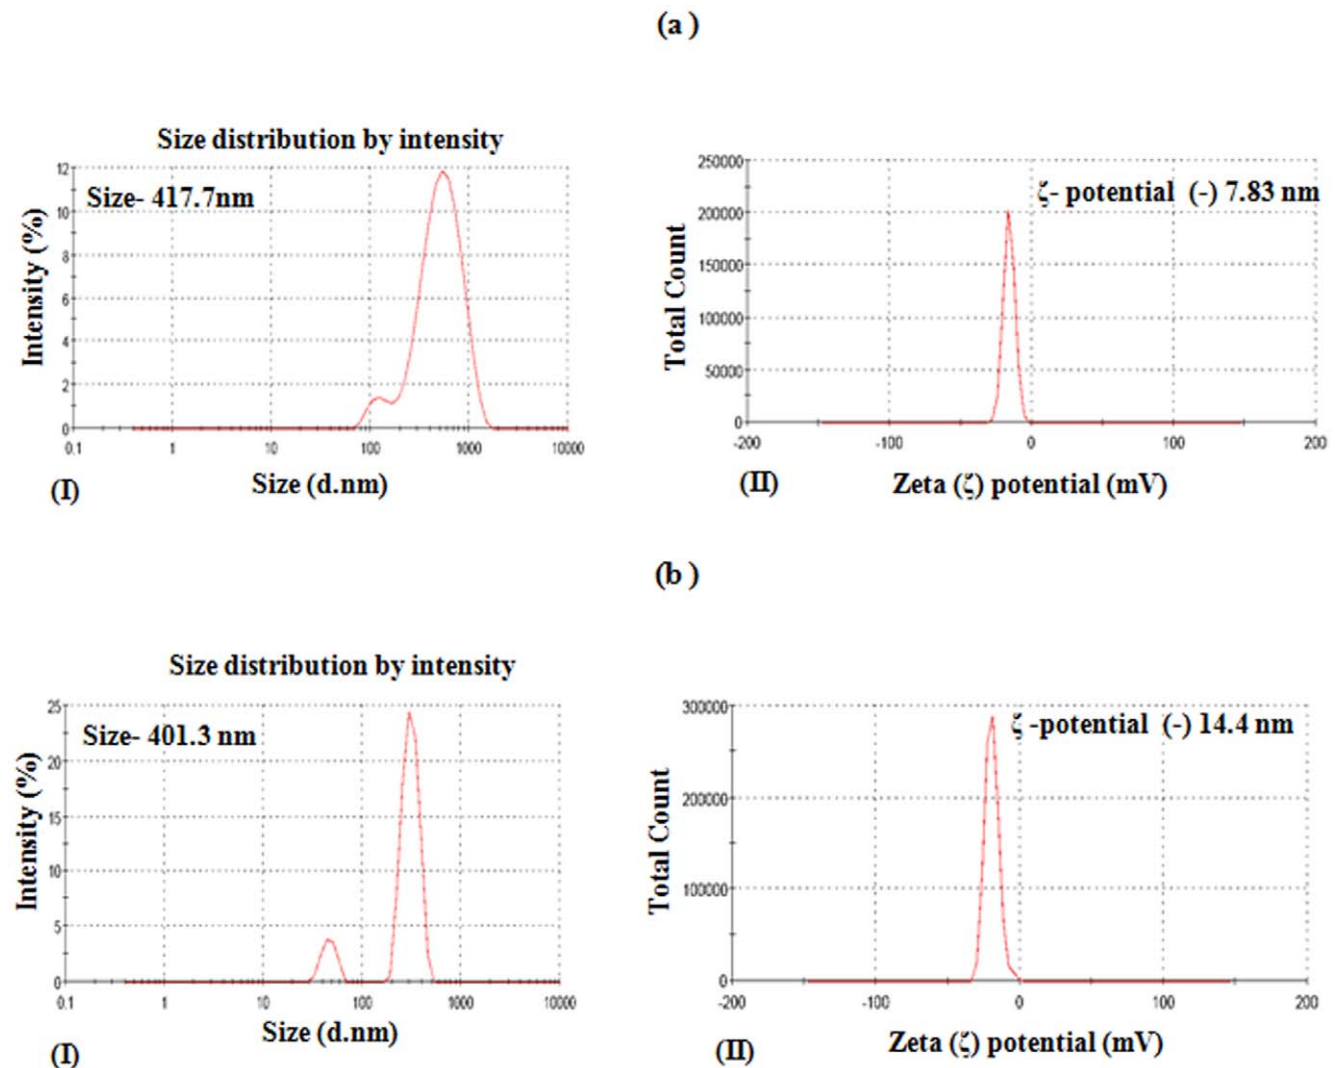 (a )
Size distribution by intensity
Size- 417.7nm
Intensity (%)
12
10
8
6
4
2
0
0.1 1 10 100 1000 10000
Size (d.nm)
(I)
ζ- potential (-) 7.83 nm
Total Count
250000
200000
150000
100000
50000
0
-200 -100 0 100 200
Zeta (ζ) potential (mV)
(II)
(b )
Size distribution by intensity
Size- 401.3 nm
Intensity (%)
25
20
15
10
5
0
0.1 1 10 100 1000 10000
Size (d.nm)
(I)
ζ -potential (-) 14.4 nm
Total Count
300000
200000
100000
0
-200 -100 0 100 200
Zeta (ζ) potential (mV)
(II)